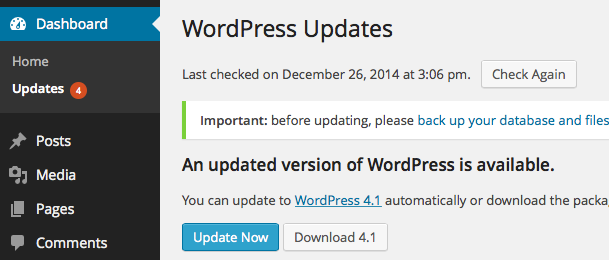 Dashboard
Home
Updates 4
Posts
Media
Pages
Comments
WordPress Updates
Last checked on December 26, 2014 at 3:06 pm. Check Again
Important: before updating, please back up your database and files
An updated version of WordPress is available.
You can update to WordPress 4.1 automatically or download the packa
Update Now Download 4.1